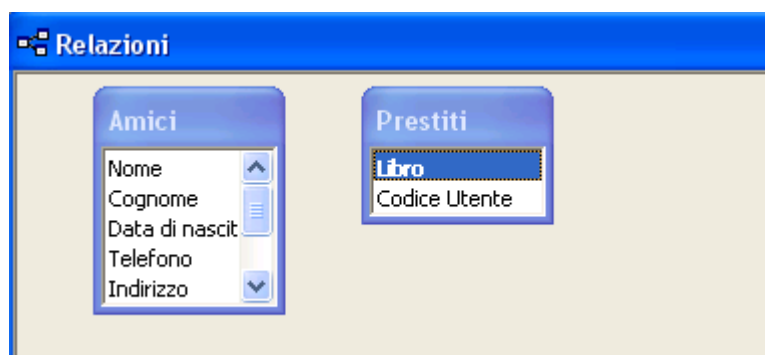 Relazioni
Amici
Nome
Cognome
Data di nascit
Telefono
Indirizzo
Prestiti
Libro
Codice Utente